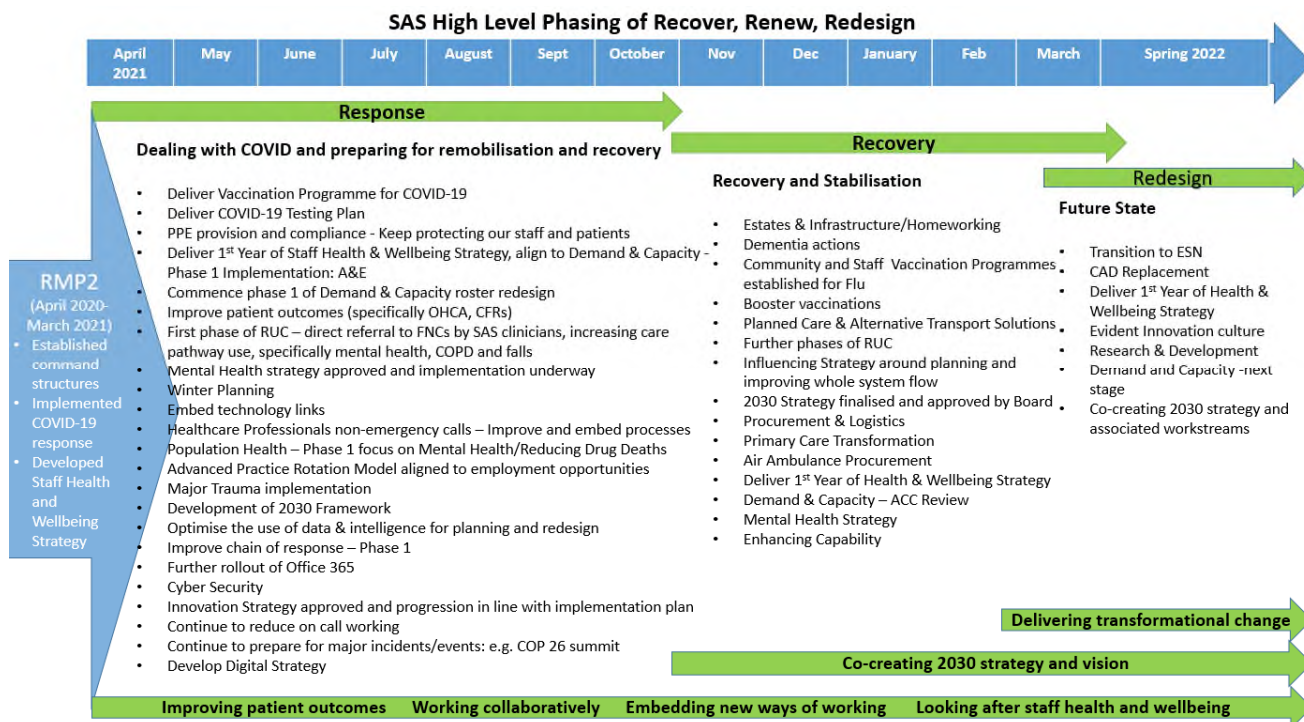 SAS High Level Phasing of Recover, Renew, Redesign
April
2021
May
June
July
August
Sept
October
Nov
Dec
January
Feb
March
Spring 2022
Response
Recovery
Redesign
RMP2
(April 2020-
March 2021)
• Established
command
structures
• Implemented
COVID-19
response
• Developed
Staff Health
and
Wellbeing
Strategy
Dealing with COVID and preparing for remobilisation and recovery
• Deliver Vaccination Programme for COVID-19
• Deliver COVID-19 Testing Plan
• PPE provision and compliance - Keep protecting our staff and patients
• Deliver 1st Year of Staff Health & Wellbeing Strategy, align to Demand & Capacity -
Phase 1 Implementation: A&E
• Commence phase 1 of Demand & Capacity roster redesign
• Improve patient outcomes (specifically OHCA, CFRs)
• First phase of RUC – direct referral to FNCs by SAS clinicians, increasing care
pathway use, specifically mental health, COPD and falls
• Mental Health strategy approved and implementation underway
• Winter Planning
• Embed technology links
• Healthcare Professionals non-emergency calls – Improve and embed processes
• Population Health – Phase 1 focus on Mental Health/Reducing Drug Deaths
• Advanced Practice Rotation Model aligned to employment opportunities
• Major Trauma implementation
• Development of 2030 Framework
• Optimise the use of data & intelligence for planning and redesign
• Improve chain of response – Phase 1
• Further rollout of Office 365
• Cyber Security
• Innovation Strategy approved and progression in line with implementation plan
• Continue to reduce on call working
• Continue to prepare for major incidents/events: e.g. COP 26 summit
• Develop Digital Strategy
Recovery and Stabilisation
• Estates & Infrastructure/Homeworking
• Dementia actions
• Community and Staff Vaccination Programmes
established for Flu
• Booster vaccinations
• Planned Care & Alternative Transport Solutions
• Further phases of RUC
• Influencing Strategy around planning and
improving whole system flow
• 2030 Strategy finalised and approved by Board
• Procurement & Logistics
• Primary Care Transformation
• Air Ambulance Procurement
• Deliver 1st Year of Health & Wellbeing Strategy
• Demand & Capacity – ACC Review
• Mental Health Strategy
• Enhancing Capability
Future State
• Transition to ESN
• CAD Replacement
• Deliver 1st Year of Health &
Wellbeing Strategy
• Evident Innovation culture
• Research & Development
• Demand and Capacity -next
stage
• Co-creating 2030 strategy and
associated workstreams
Delivering transformational change
Co-creating 2030 strategy and vision
Improving patient outcomes Working collaboratively Embedding new ways of working Looking after staff health and wellbeing